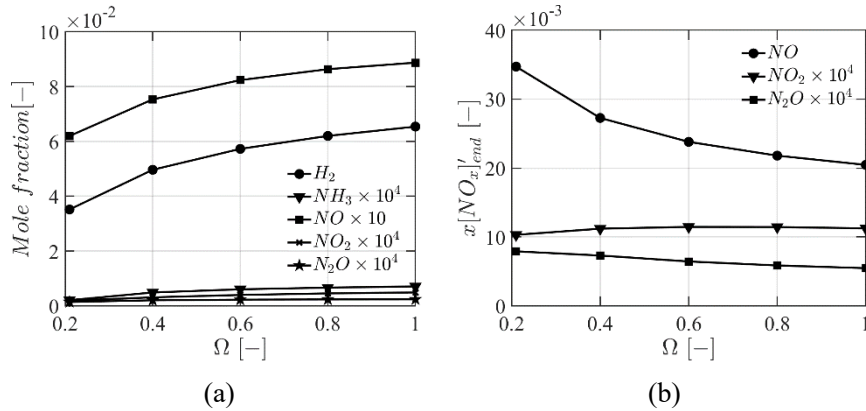 ×10⁻²
10
8
6
4
2
0
0.2 0.4 0.6 0.8 1
Mole fraction[−]
Ω [−]
H₂
NH₃ × 10⁴
NO × 10
NO₂ × 10⁴
N₂O × 10⁴
(a)
×10⁻³
40
30
20
10
0
0.2 0.4 0.6 0.8 1
x[NOₓ]′end [−]
Ω [−]
NO
NO₂ × 10⁴
N₂O × 10⁴
(b)